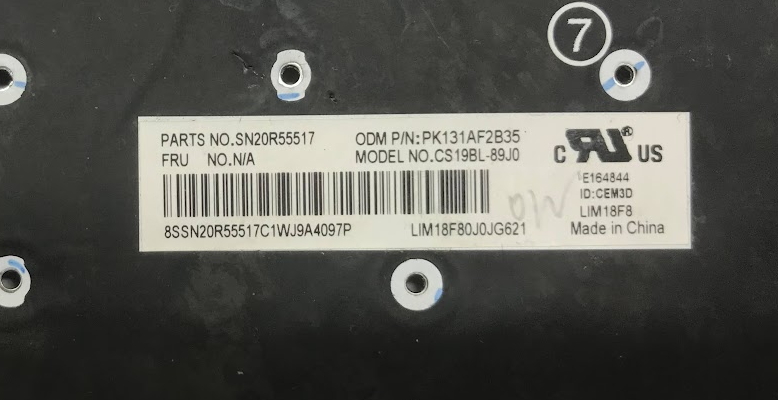 7
PARTS NO.SN20R55517 ODM P/N:PK131AF2B35
FRU NO.N/A MODEL NO.CS19BL-89J0
C RU® US
E164844
ID:CEM3D
LIM18F8
8SSN20R55517C1WJ9A4097P LIM18F80J0JG621 Made in China